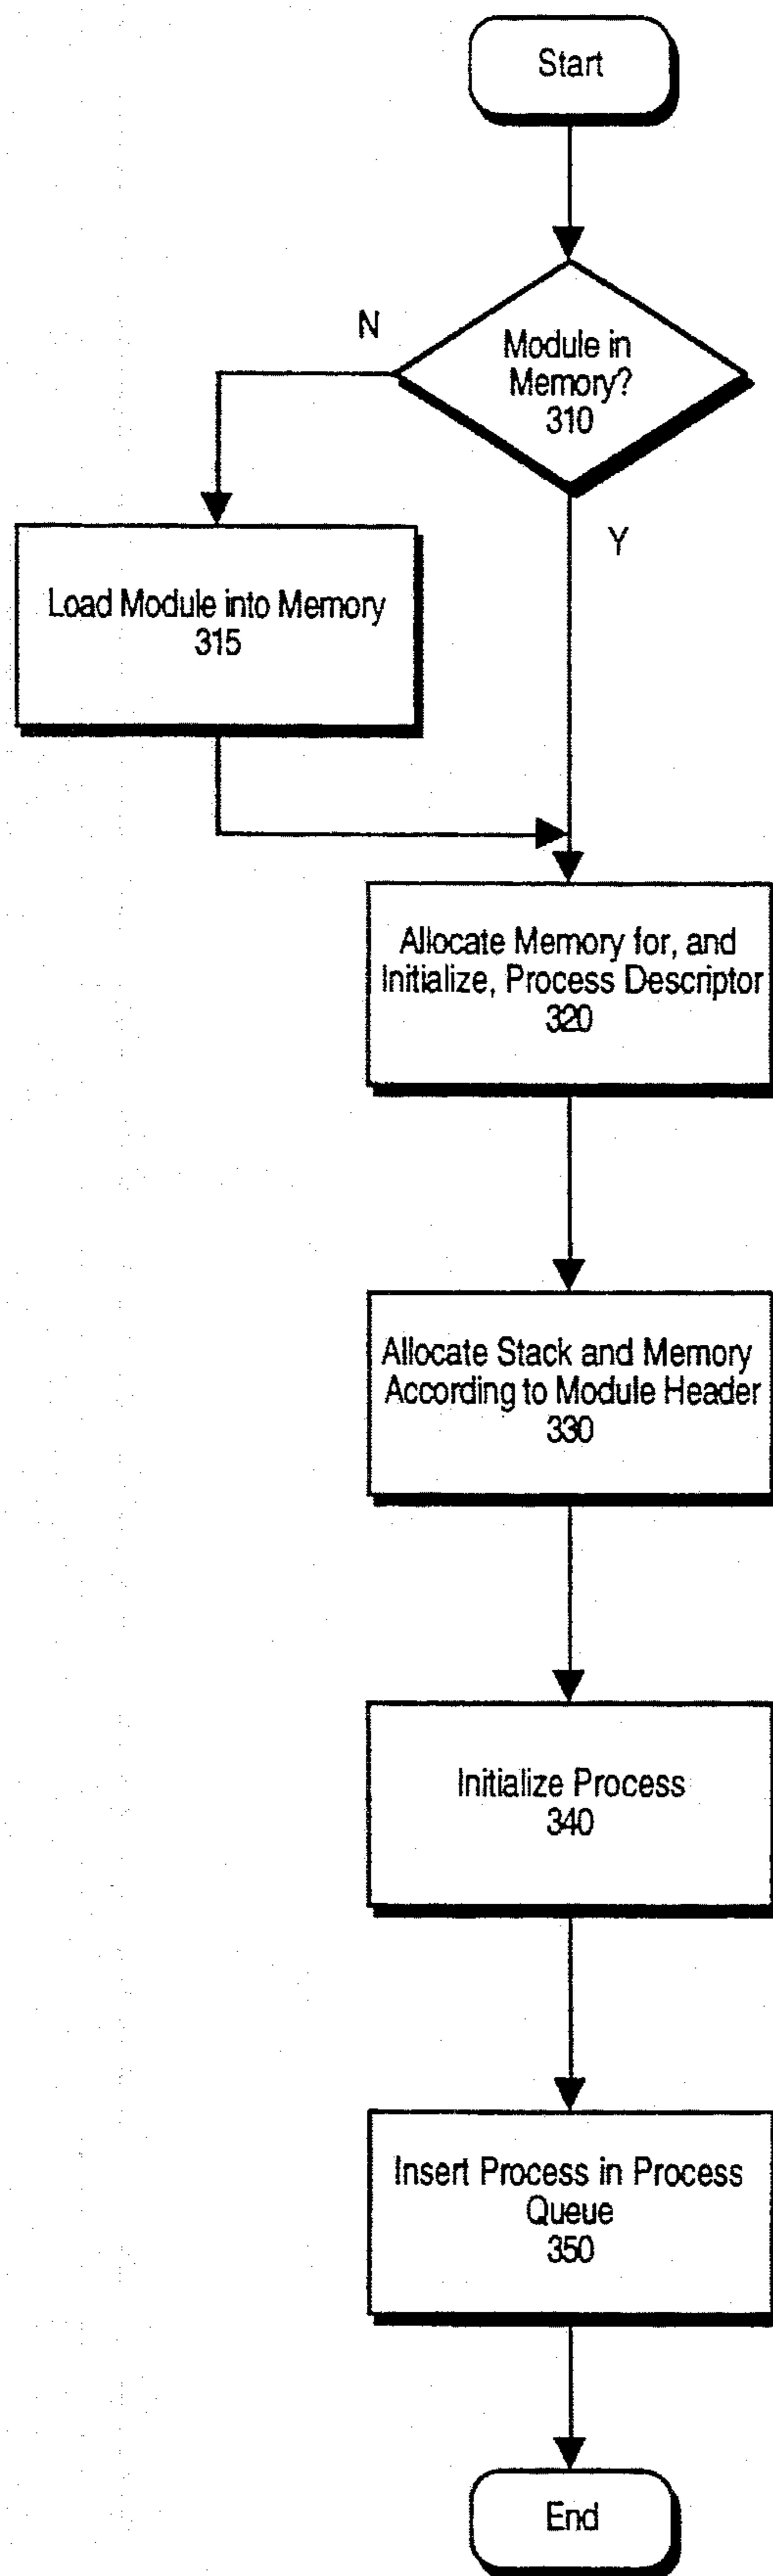 Start
N
Module in
Memory?
310
Y
Load Module into Memory
315
Allocate Memory for, and
Initialize, Process Descriptor
320
Allocate Stack and Memory
According to Module Header
330
Initialize Process
340
Insert Process in Process
Queue
350
End